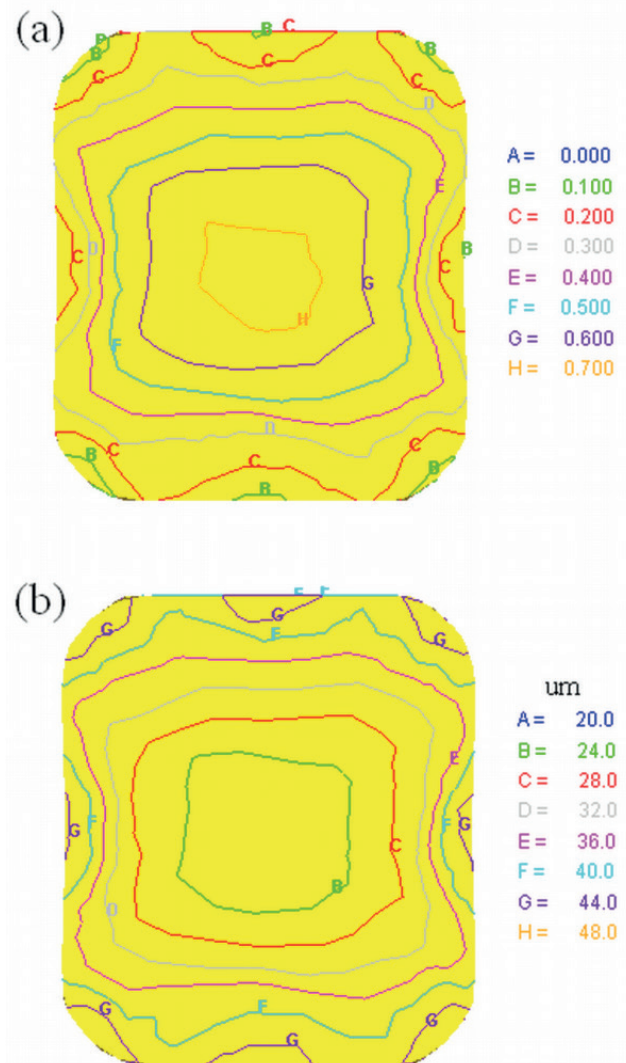 (a)
B
C
B
B
C
C
C
D
E
D
C
B
C
G
H
F
D
C
C
C
B
B
B
A = 0.000
B = 0.100
C = 0.200
D = 0.300
E = 0.400
F = 0.500
G = 0.600
H = 0.700
(b)
F
G
G
G
F
E
G
F
F
G
C
B
D
F
G
G
G
um
A = 20.0
B = 24.0
C = 28.0
D = 32.0
E = 36.0
F = 40.0
G = 44.0
H = 48.0